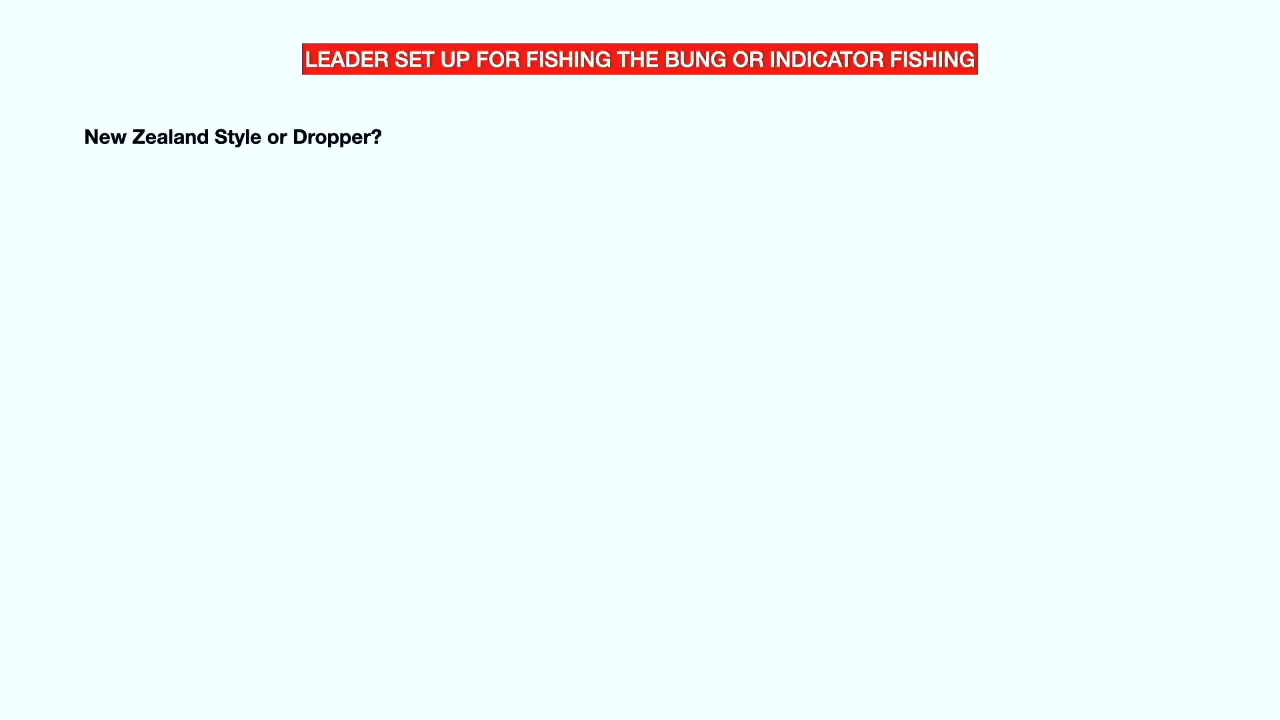 LEADER SET UP FOR FISHING THE BUNG OR INDICATOR FISHING
New Zealand Style or Dropper?